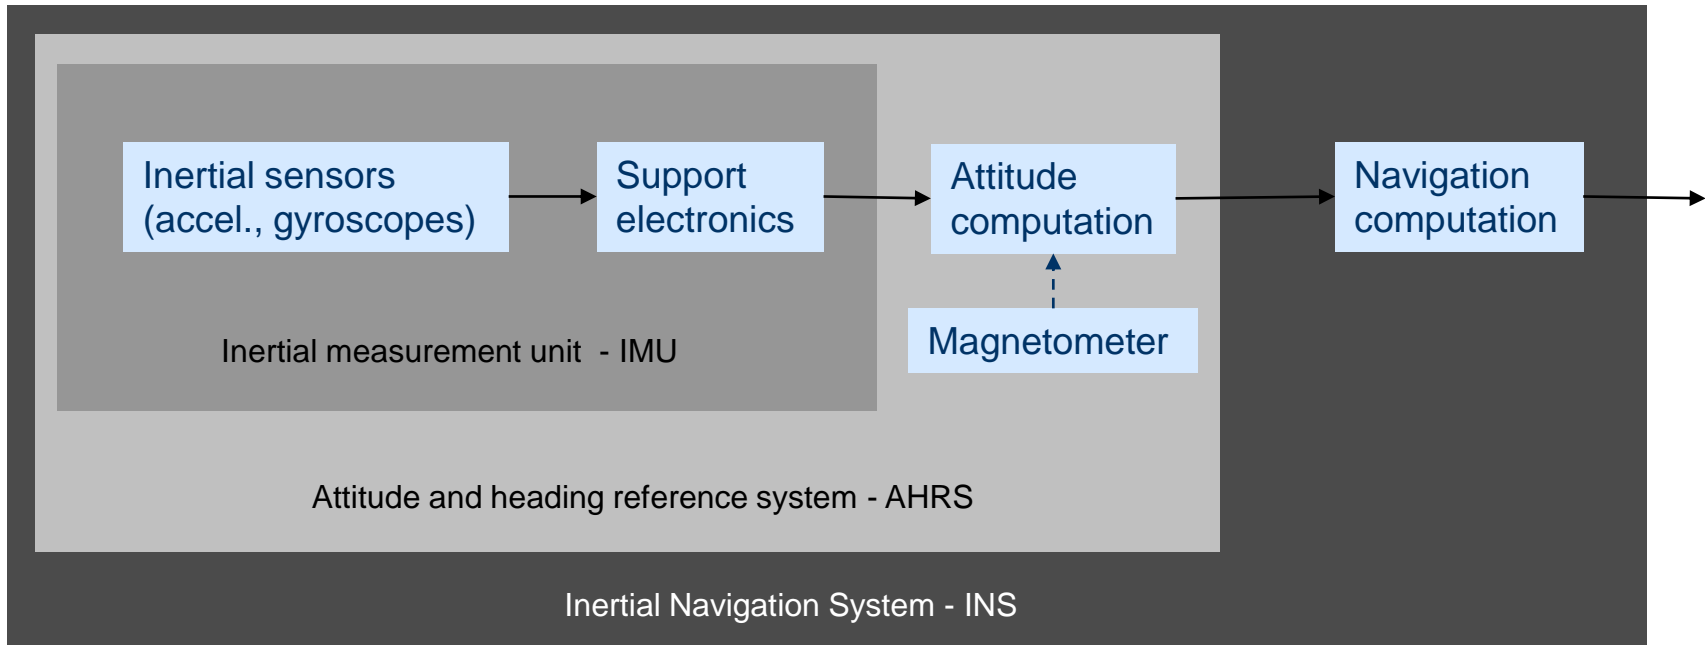 Inertial sensors
(accel., gyroscopes)
Support
electronics
Attitude
computation
Navigation
computation
Magnetometer
Inertial measurement unit  - IMU
Attitude and heading reference system - AHRS
Inertial Navigation System - INS